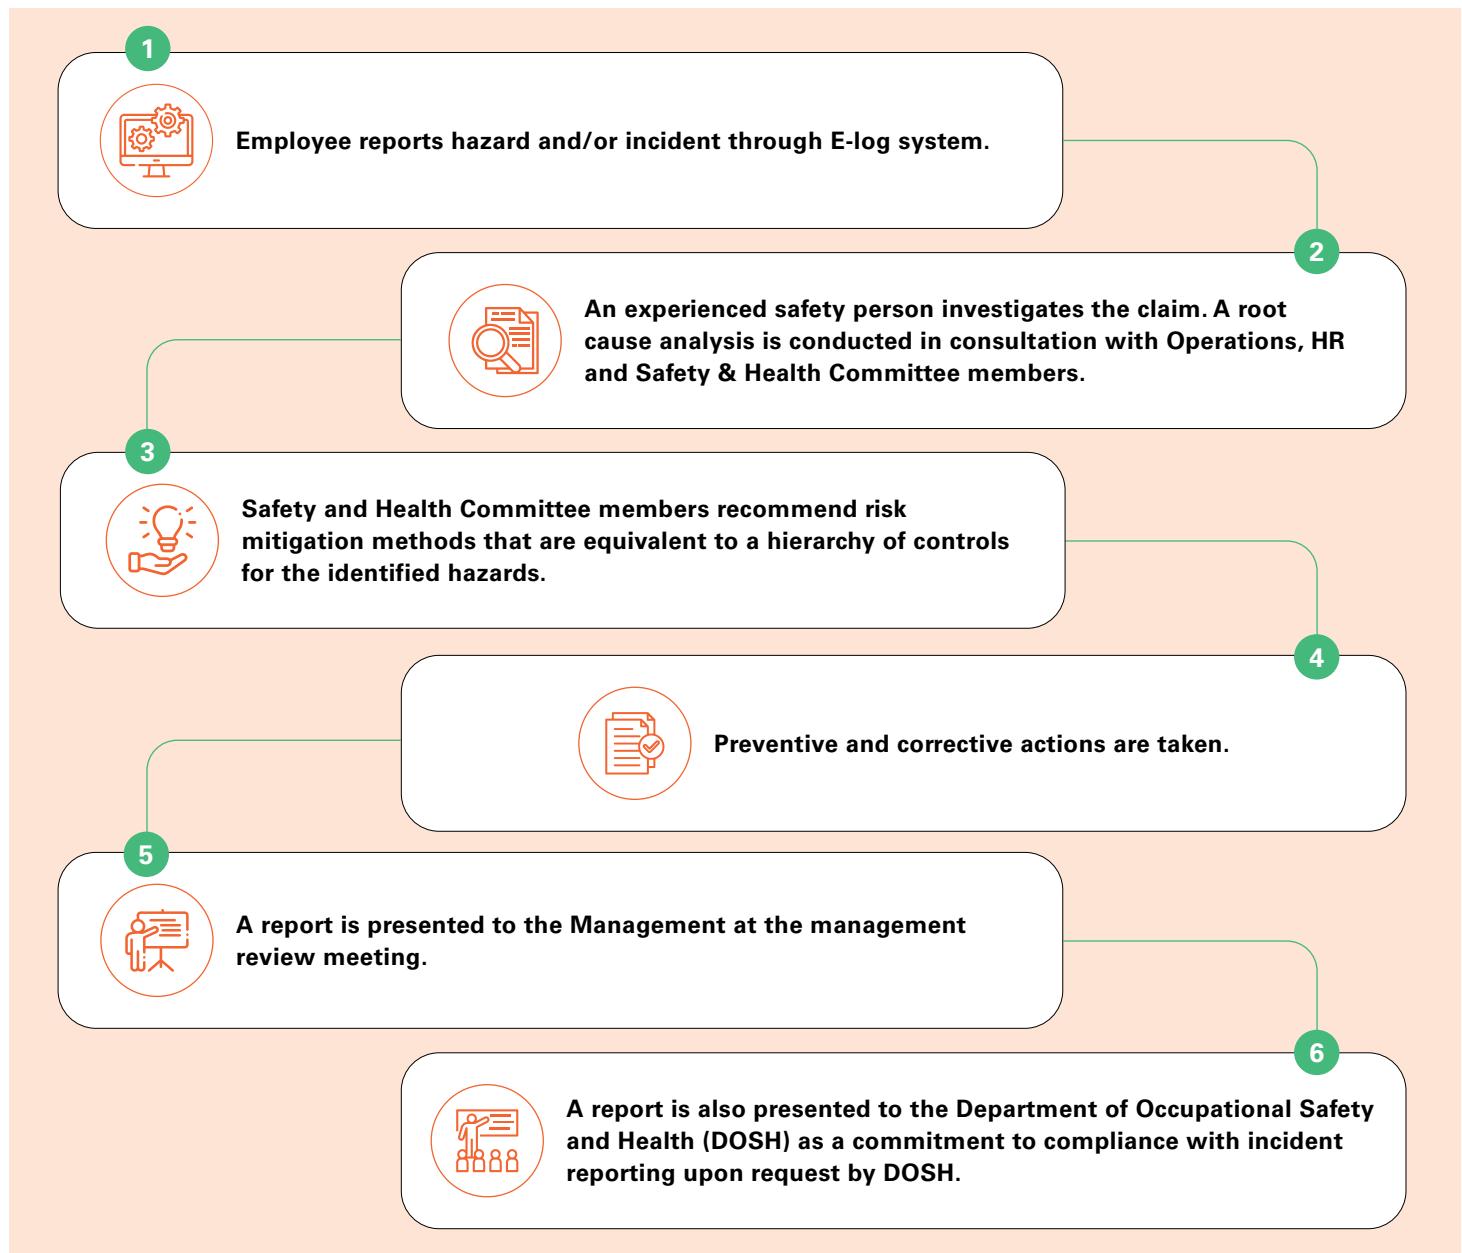 1
Employee reports hazard and/or incident through E-log system.
2
An experienced safety person investigates the claim. A root
cause analysis is conducted in consultation with Operations, HR
and Safety & Health Committee members.
3
Safety and Health Committee members recommend risk
mitigation methods that are equivalent to a hierarchy of controls
for the identified hazards.
4
Preventive and corrective actions are taken.
5
A report is presented to the Management at the management
review meeting.
6
A report is also presented to the Department of Occupational Safety
and Health (DOSH) as a commitment to compliance with incident
reporting upon request by DOSH.